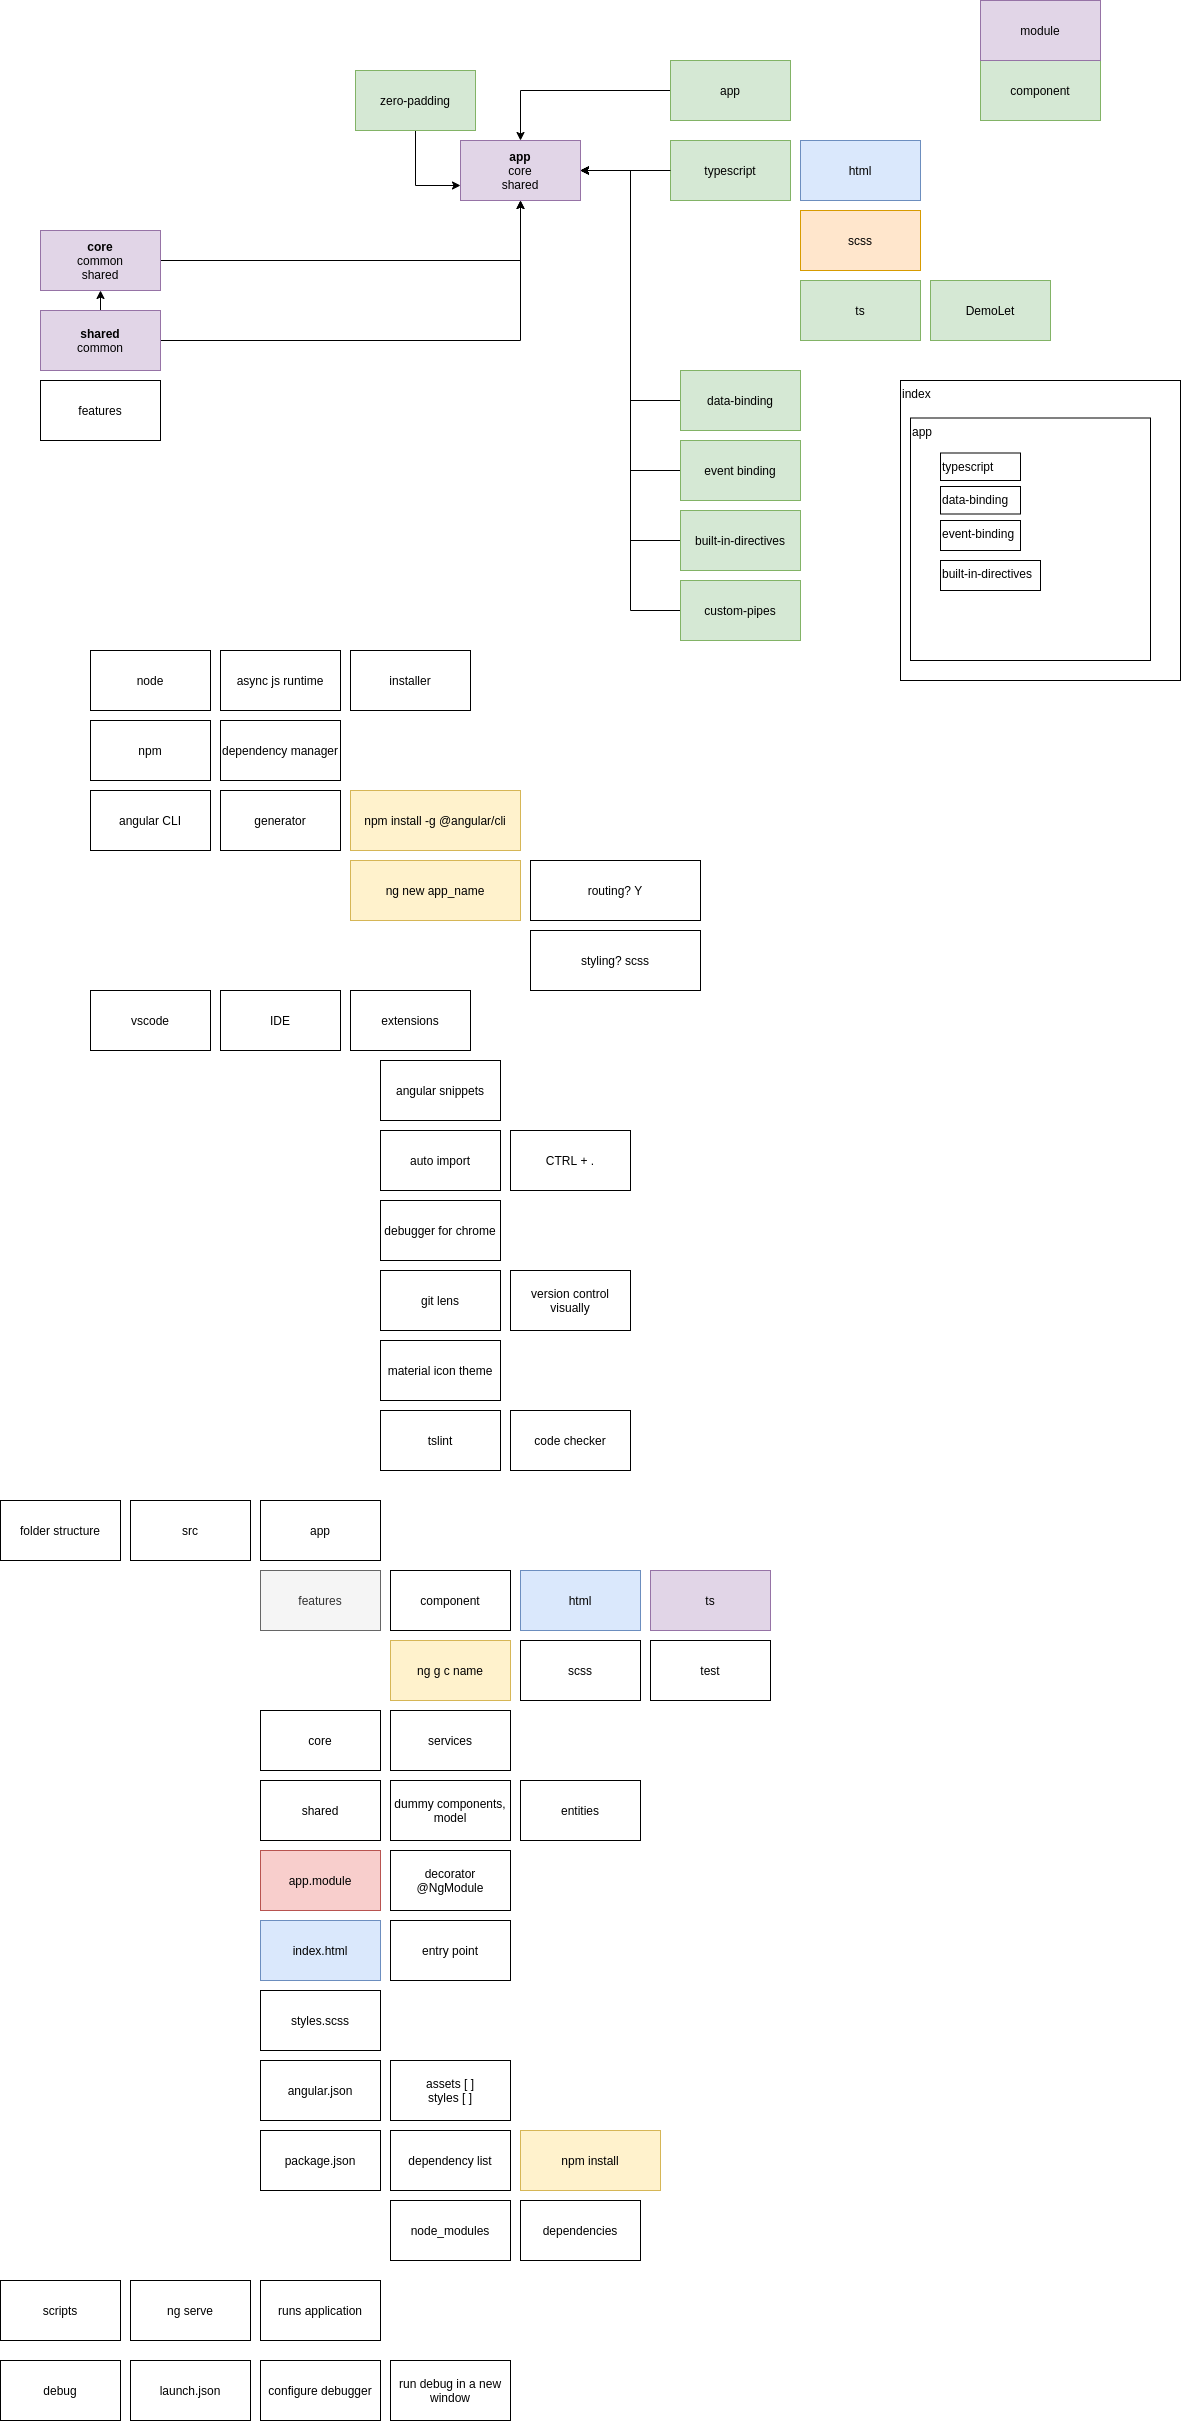 module
zero-padding
app
component
app
core
shared
typescript
html
scss
core
common
shared
ts
DemoLet
shared
common
features
data-binding
event binding
built-in-directives
custom-pipes
index
app
typescript
data-binding
event-binding
built-in-directives
node
async js runtime
installer
npm
dependency manager
angular CLI
generator
npm install -g @angular/cli
ng new app_name
routing? Y
styling? scss
vscode
IDE
extensions
angular snippets
auto import
CTRL + .
debugger for chrome
git lens
version control
visually
material icon theme
tslint
code checker
folder structure
src
app
features
component
html
ts
ng g c name
scss
test
core
services
shared
dummy components,
model
entities
app.module
decorator
@NgModule
index.html
entry point
styles.scss
angular.json
assets [ ]
styles [ ]
package.json
dependency list
npm install
node_modules
dependencies
scripts
ng serve
runs application
debug
launch.json
configure debugger
run debug in a new
window